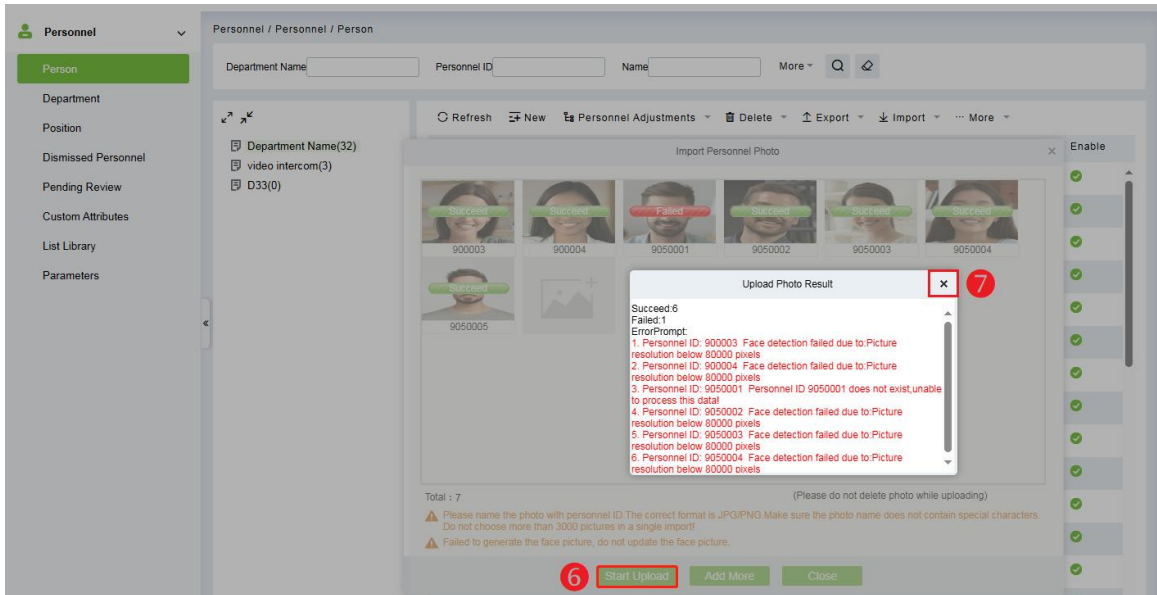 Personnel
Personnel / Personnel / Person
Person
Department
Position
Dismissed Personnel
Pending Review
Custom Attributes
List Library
Parameters
Department Name
Personnel ID
Name
More
Refresh
New
Personnel Adjustments
Delete
Export
Import
··· More
Department Name(32)
video intercom(3)
D33(0)
Enable
Import Personnel Photo
Succeed
Succeed
Failed
Succeed
Succeed
Succeed
900003
900004
9050001
9050002
9050003
9050004
Succeed
9050005
Upload Photo Result
7
Succeed:6
Failed:1
ErrorPrompt:
1. Personnel ID: 900003 Face detection failed due to:Picture
resolution below 80000 pixels
2. Personnel ID: 900004 Face detection failed due to:Picture
resolution below 80000 pixels
3. Personnel ID: 9050001 Personnel ID 9050001 does not exist,unable
to process this data!
4. Personnel ID: 9050002 Face detection failed due to:Picture
resolution below 80000 pixels
5. Personnel ID: 9050003 Face detection failed due to:Picture
resolution below 80000 pixels
6. Personnel ID: 9050004 Face detection failed due to:Picture
resolution below 80000 pixels
Total : 7
(Please do not delete photo while uploading)
Please name the photo with personnel ID.The correct format is JPG/PNG.Make sure the photo name does not contain special characters.
Do not choose more than 3000 pictures in a single import!
Failed to generate the face picture, do not update the face picture.
6
Start Upload
Add More
Close